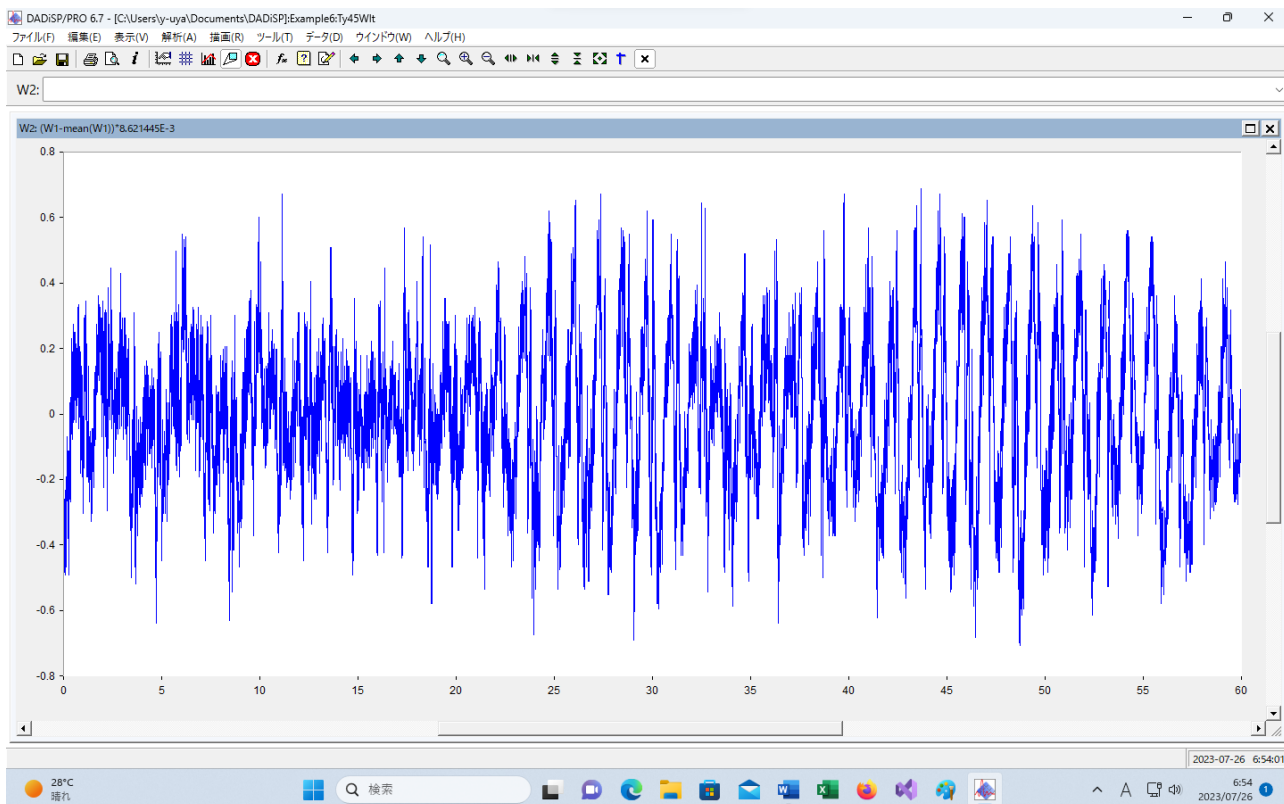 DADiSP/PRO 6.7 - [C:\Users\y-uya\Documents\DADiSP]:Example6:Ty45Wlt
ファイル(F) 編集(E) 表示(V) 解析(A) 描画(R) ツール(T) データ(D) ウインドウ(W) ヘルプ(H)
W2:
W2: (W1-mean(W1))*8.621445E-3
0.8
0.6
0.4
0.2
0
-0.2
-0.4
-0.6
-0.8
0 5 10 15 20 25 30 35 40 45 50 55 60
2023-07-26 6:54:01
28°C
晴れ
検索
A
6:54
2023/07/26
1